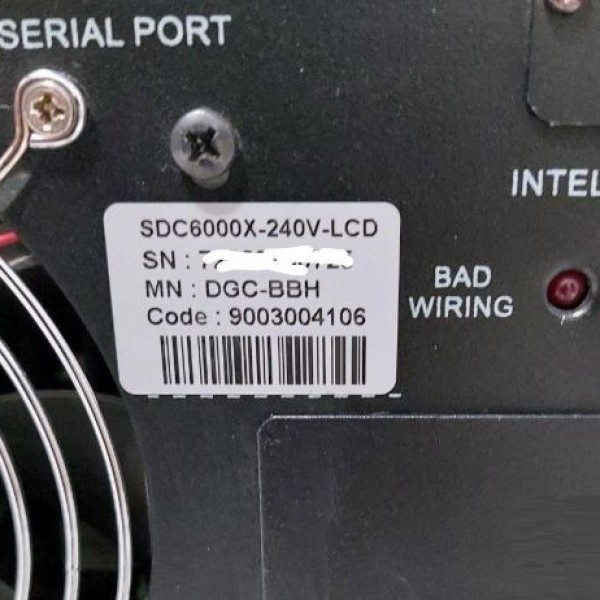 SERIAL PORT
INTEL
SDC6000X-240V-LCD
SN :
MN : DGC-BBH
Code : 9003004106
BAD
WIRING